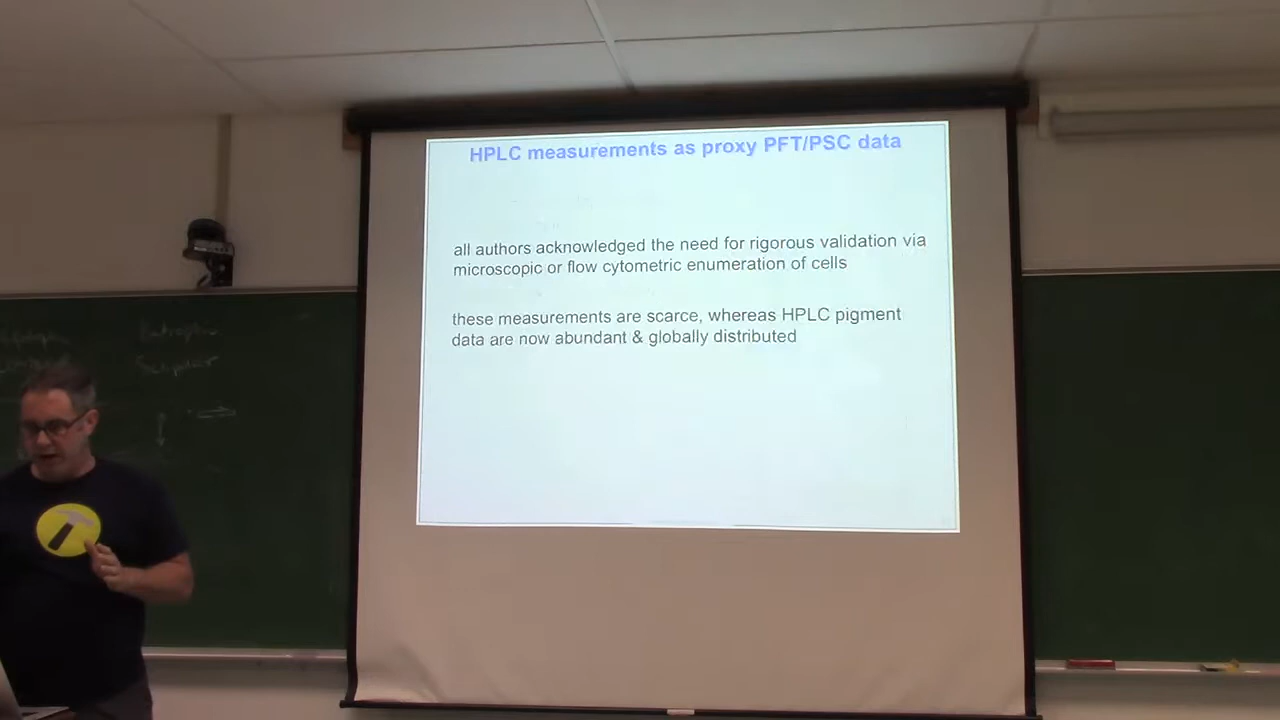 HPLC measurements as proxy PFT/PSC data
all authors acknowledged the need for rigorous validation via
microscopic or flow cytometric enumeration of cells
these measurements are scarce, whereas HPLC pigment
data are now abundant & globally distributed